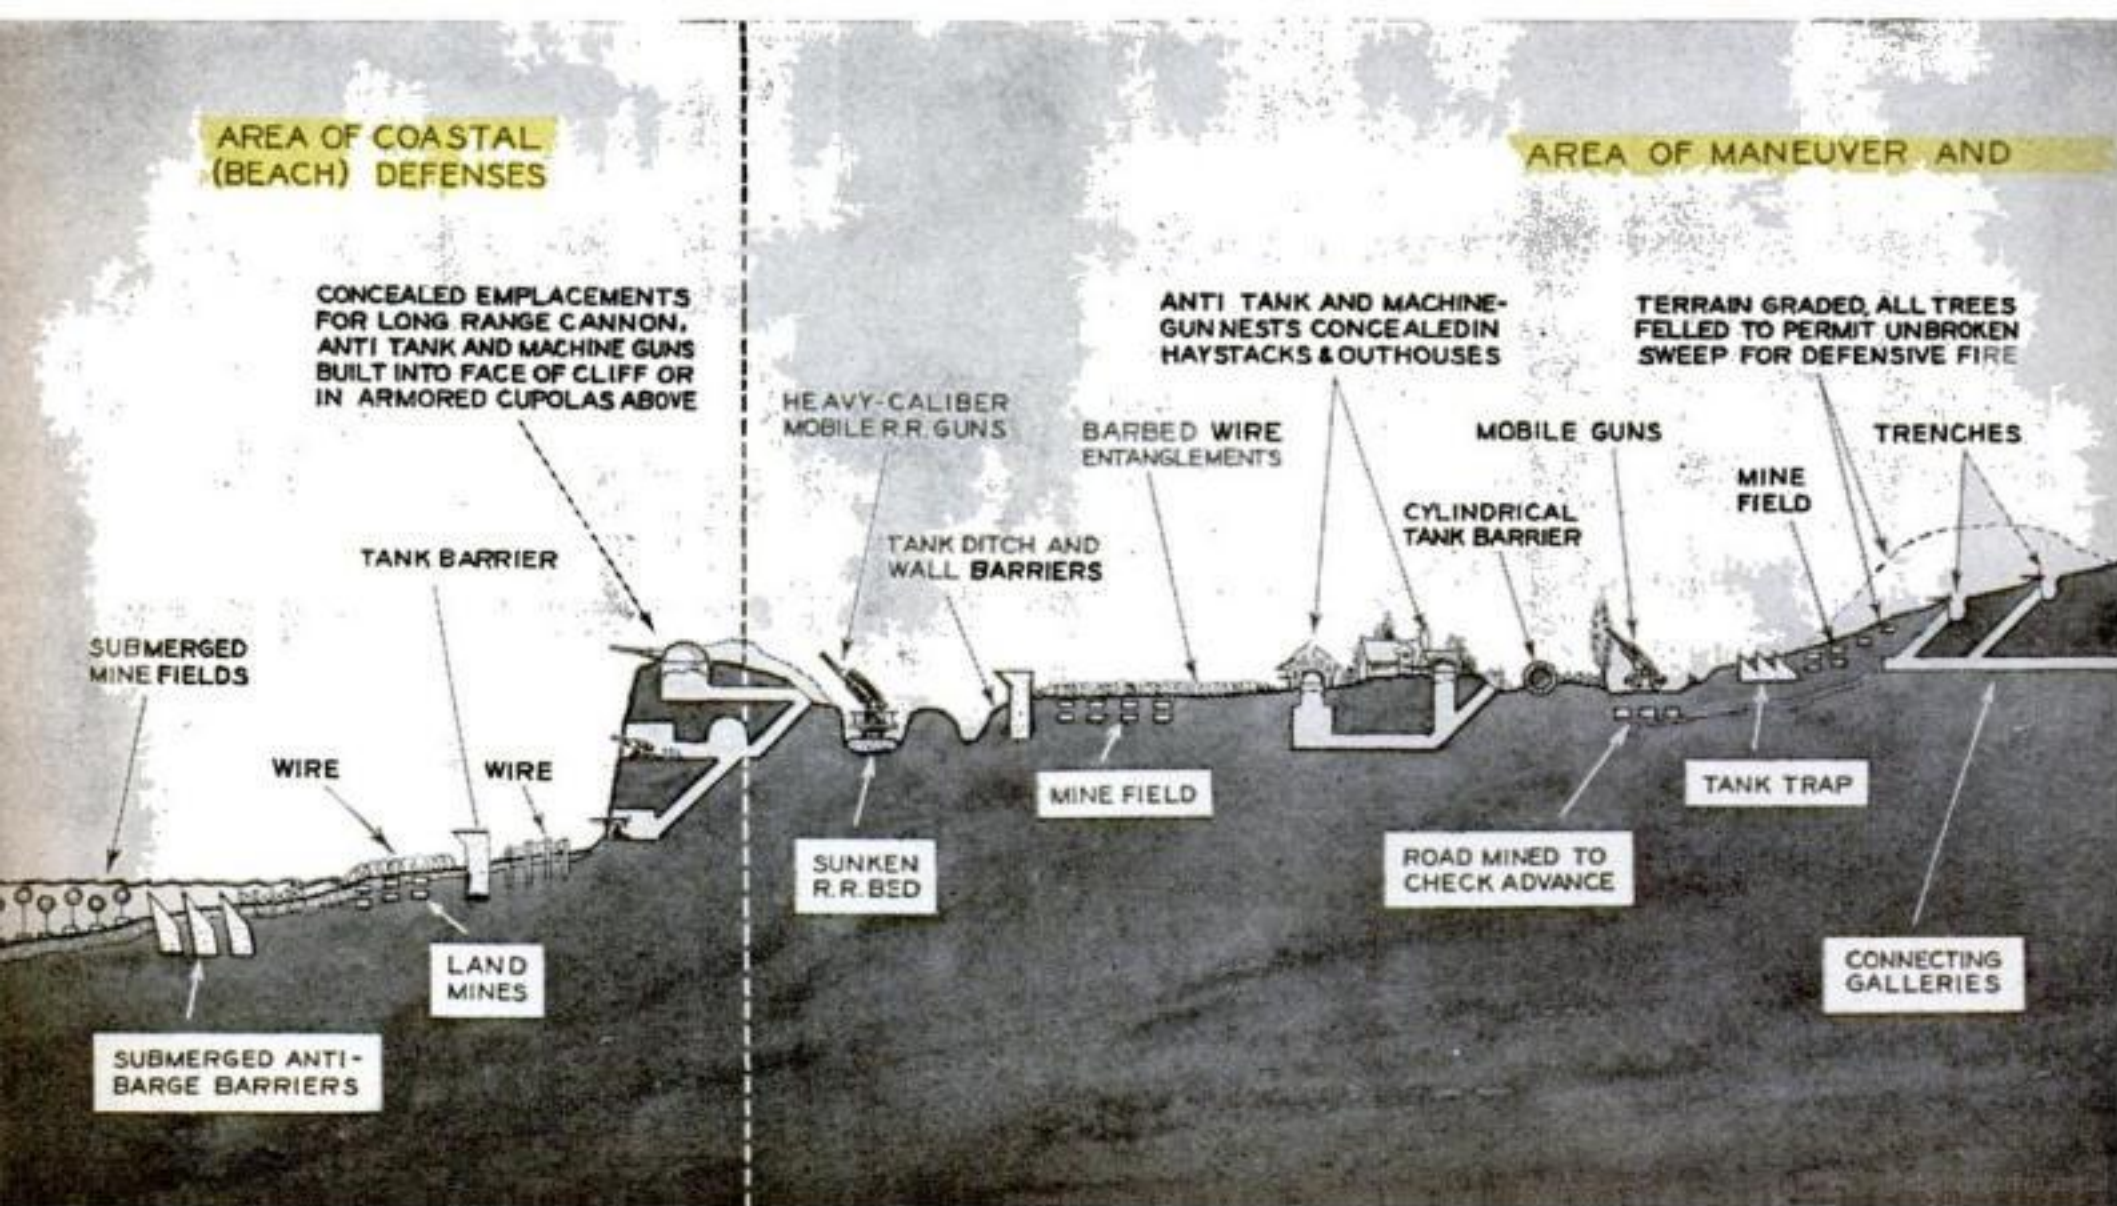 AREA OF COASTAL
(BEACH) DEFENSES
AREA OF MANEUVER AND
CONCEALED EMPLACEMENTS
FOR LONG RANGE CANNON,
ANTI TANK AND MACHINE GUNS
BUILT INTO FACE OF CLIFF OR
IN ARMORED CUPOLAS ABOVE
HEAVY-CALIBER
MOBILE R.R. GUNS
BARBED WIRE
ENTANGLEMENTS
ANTI TANK AND MACHINE-
GUN NESTS CONCEALED IN
HAYSTACKS & OUTHOUSES
TERRAIN GRADED, ALL TREES
FELLED TO PERMIT UNBROKEN
SWEEP FOR DEFENSIVE FIRE
MOBILE GUNS
TRENCHES
MINE
FIELD
CYLINDRICAL
TANK BARRIER
TANK DITCH AND
WALL BARRIERS
TANK BARRIER
SUBMERGED
MINE FIELDS
WIRE
WIRE
MINE FIELD
TANK TRAP
SUNKEN
R.R. BED
ROAD MINED TO
CHECK ADVANCE
LAND
MINES
CONNECTING
GALLERIES
SUBMERGED ANTI-
BARGE BARRIERS